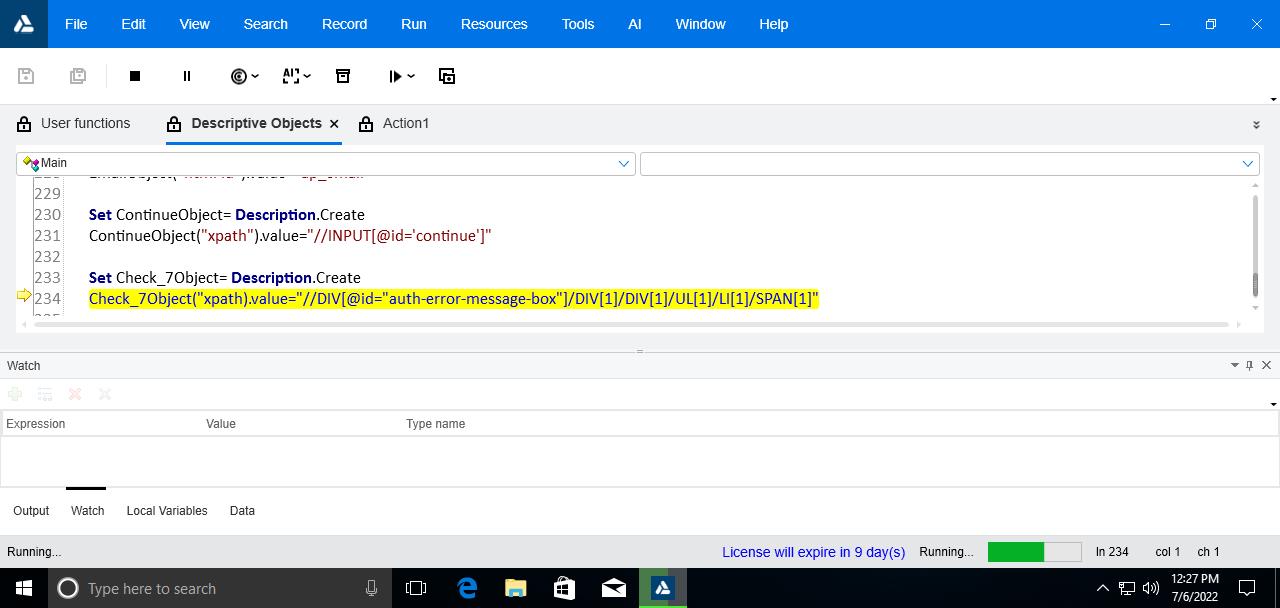 File Edit View Search Record Run Resources Tools AI Window Help
User functions Descriptive Objects Action1
Main
229
230 Set ContinueObject= Description.Create
231 ContinueObject("xpath").value="//INPUT[@id='continue']"
232
233 Set Check_7Object= Description.Create
234 Check_7Object("xpath).value="//DIV[@id="auth-error-message-box"]/DIV[1]/DIV[1]/UL[1]/LI[1]/SPAN[1]"
Watch
Expression Value Type name
Output Watch Local Variables Data
Running... License will expire in 9 day(s) Running... ln 234 col 1 ch 1
Type here to search
12:27 PM
7/6/2022